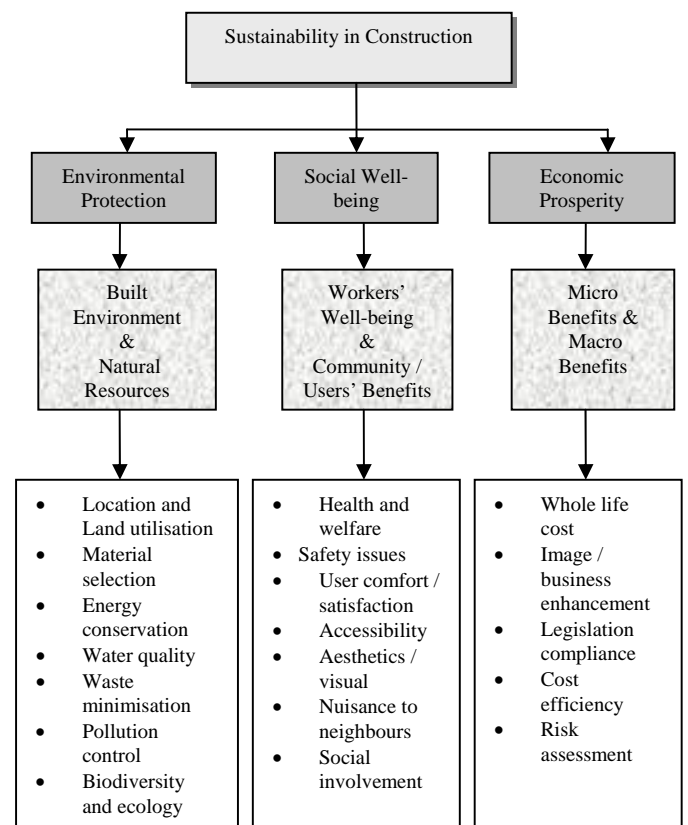 Sustainability in Construction
Environmental
Protection
Social Well-
being
Economic
Prosperity
Built
Environment
&
Natural
Resources
Workers'
Well-being
&
Community /
Users' Benefits
Micro
Benefits &
Macro
Benefits
• Location and
Land utilisation
• Material
selection
• Energy
conservation
• Water quality
• Waste
minimisation
• Pollution
control
• Biodiversity
and ecology
• Health and
welfare
• Safety issues
• User comfort /
satisfaction
• Accessibility
• Aesthetics /
visual
• Nuisance to
neighbours
• Social
involvement
• Whole life
cost
• Image /
business
enhancement
• Legislation
compliance
• Cost
efficiency
• Risk
assessment